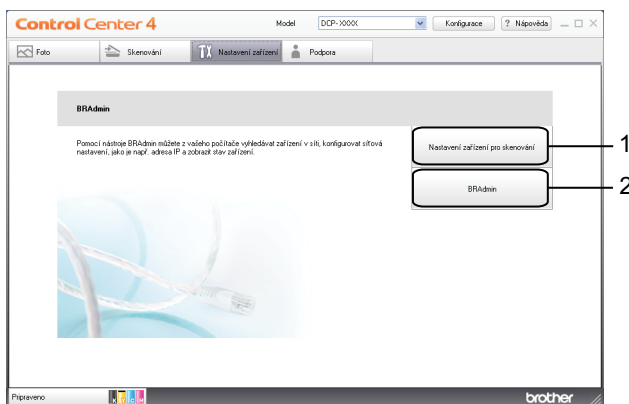 Control Center 4
Model DCP-XXXX Konfigurace ? Nápověda
Foto Skenování Nastavení zařízení Podpora
BRAdmin
Pomocí nástroje BRAdmin můžete z vašeho počítače vyhledávat zařízení v síti, konfigurovat síťová
nastavení, jako je např. adresa IP a zobrazit stav zařízení.
Nastavení zařízení pro skenování 1
BRAdmin 2
Připraveno K Y C M brother